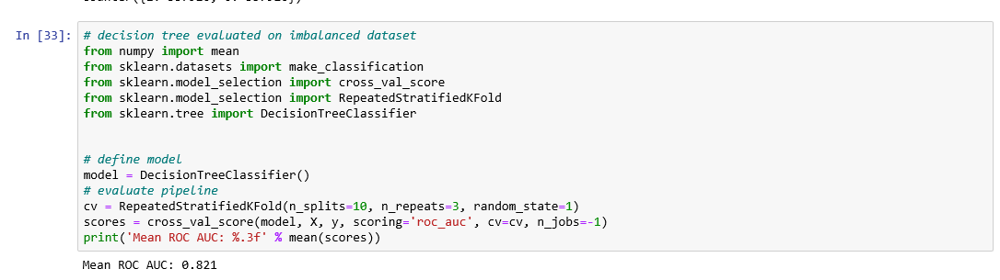 In [33]: # decision tree evaluated on imbalanced dataset
from numpy import mean
from sklearn.datasets import make_classification
from sklearn.model_selection import cross_val_score
from sklearn.model_selection import RepeatedStratifiedKFold
from sklearn.tree import DecisionTreeClassifier
# define model
model = DecisionTreeClassifier()
# evaluate pipeline
cv = RepeatedStratifiedKFold(n_splits=10, n_repeats=3, random_state=1)
scores = cross_val_score(model, X, y, scoring='roc_auc', cv=cv, n_jobs=-1)
print('Mean ROC AUC: %.3f' % mean(scores))
Mean ROC AUC: 0.821